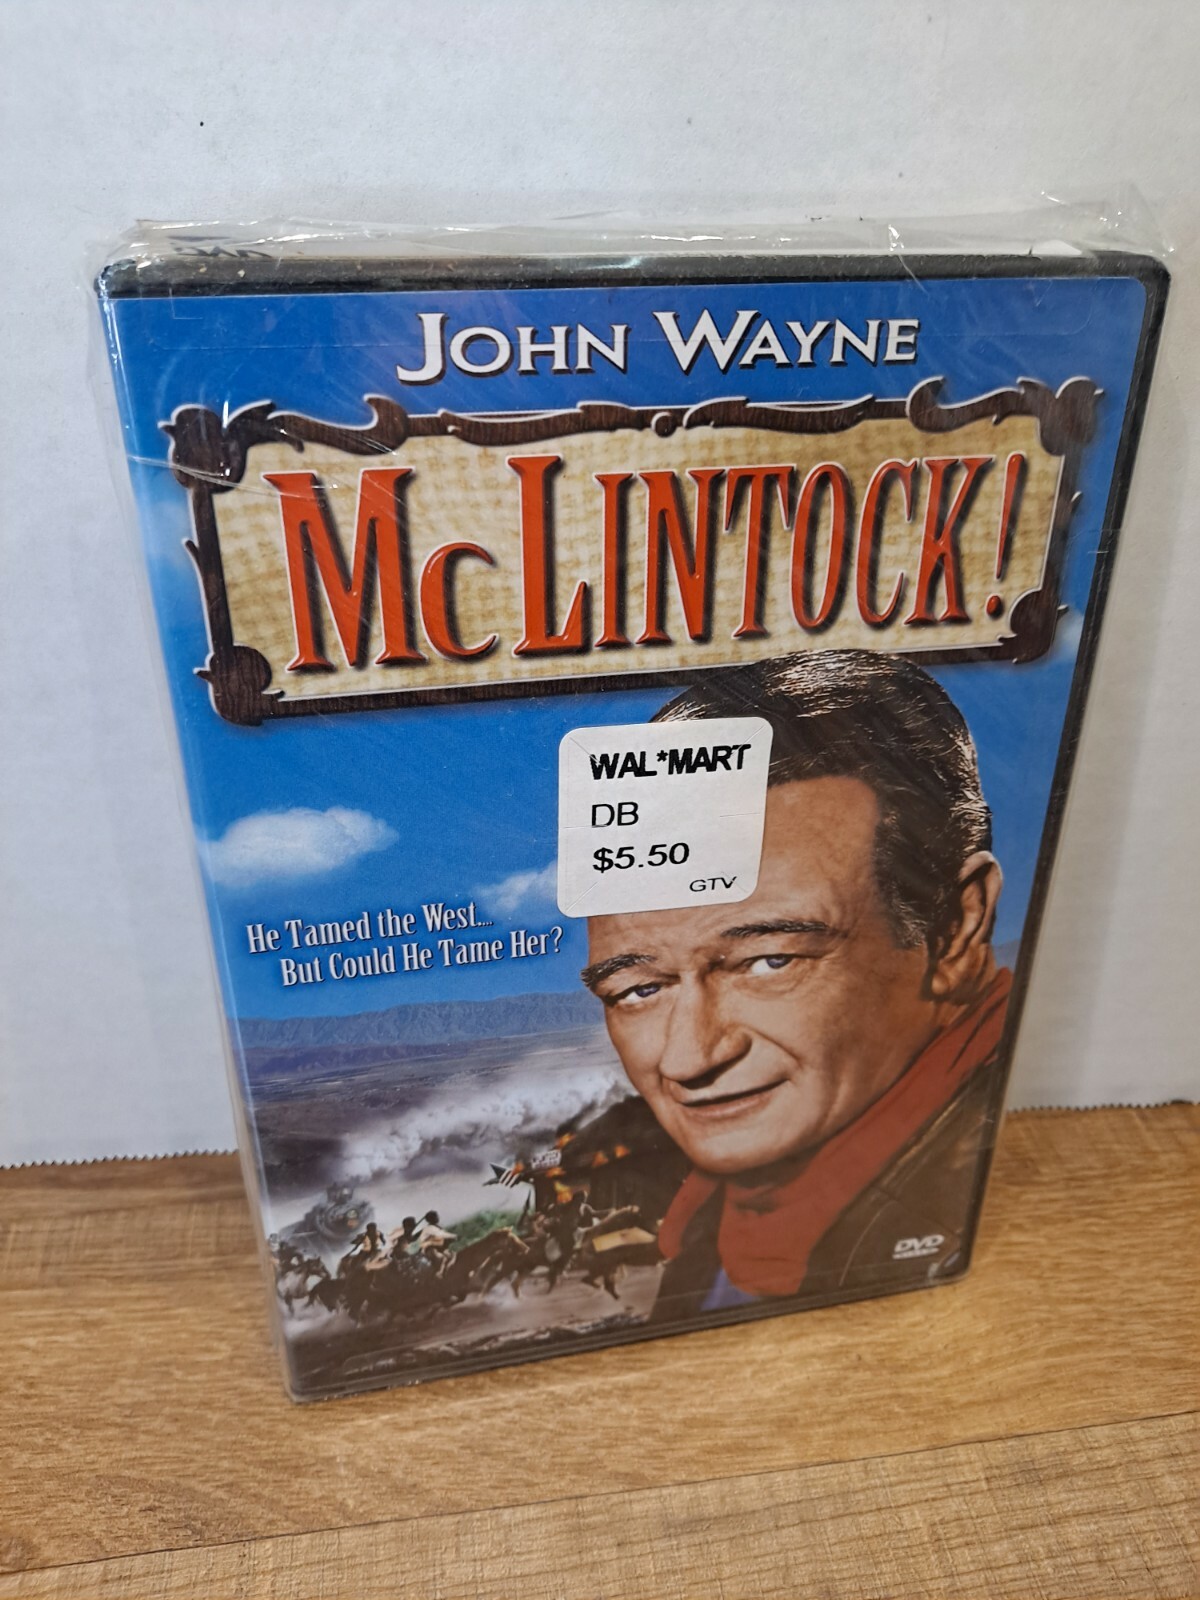 JOHN WAYNE
MCLINTOCK!
WAL*MART
DB
$5.50
GTV
He Tamed the West....
But Could He Tame Her?
DVD